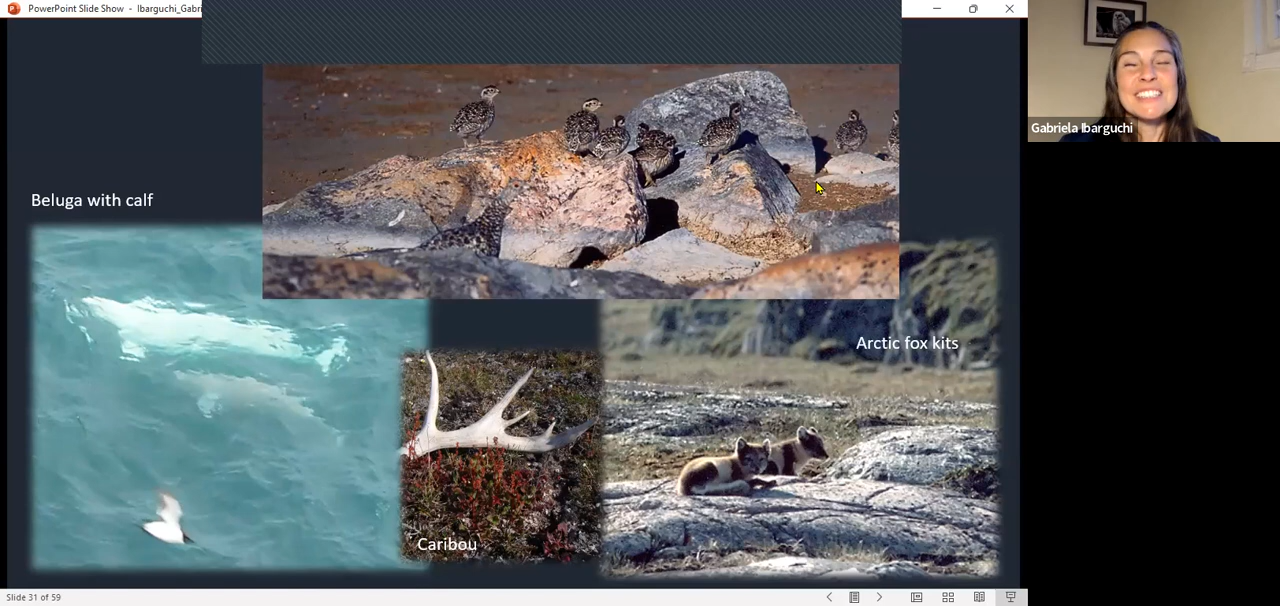 PowerPoint Slide Show - Ibarguchi_Gabri
Gabriela Ibarguchi
Beluga with calf
Arctic fox kits
Caribou
Slide 31 of 59